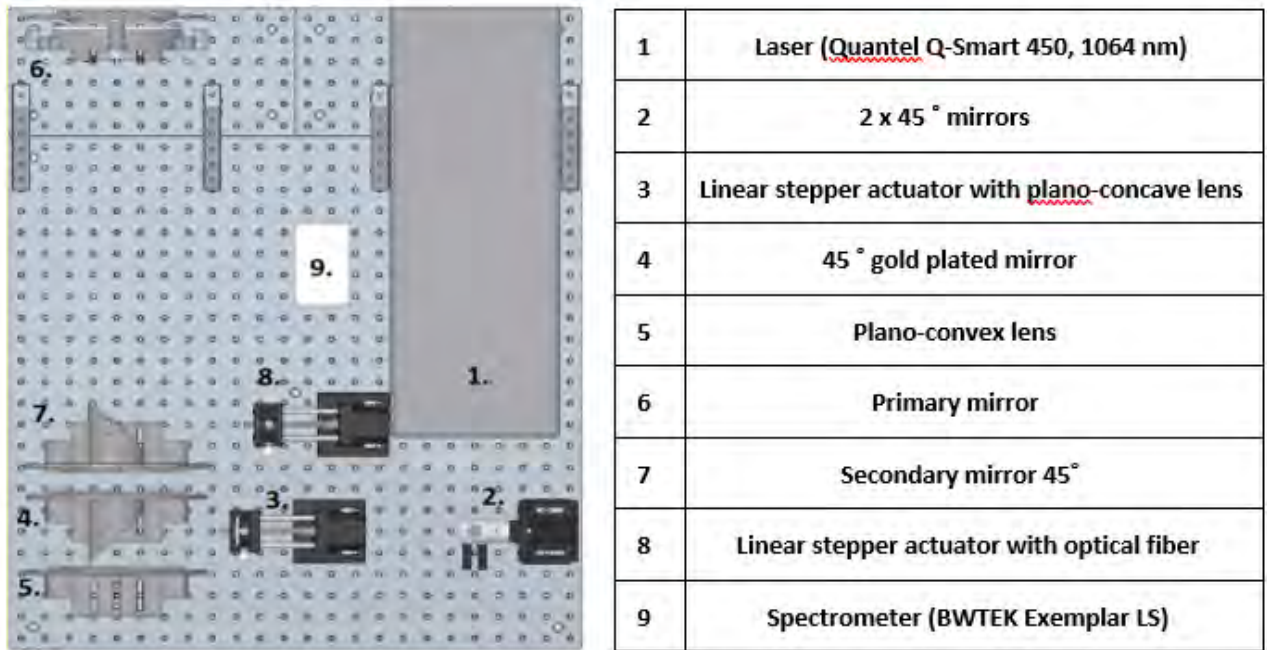 6.
9.
8.
1.
7.
3.
2.
4.
5.
1 Laser (Quantel Q-Smart 450, 1064 nm)
2 2 x 45 ˚ mirrors
3 Linear stepper actuator with plano-concave lens
4 45 ˚ gold plated mirror
5 Plano-convex lens
6 Primary mirror
7 Secondary mirror 45˚
8 Linear stepper actuator with optical fiber
9 Spectrometer (BWTEK Exemplar LS)